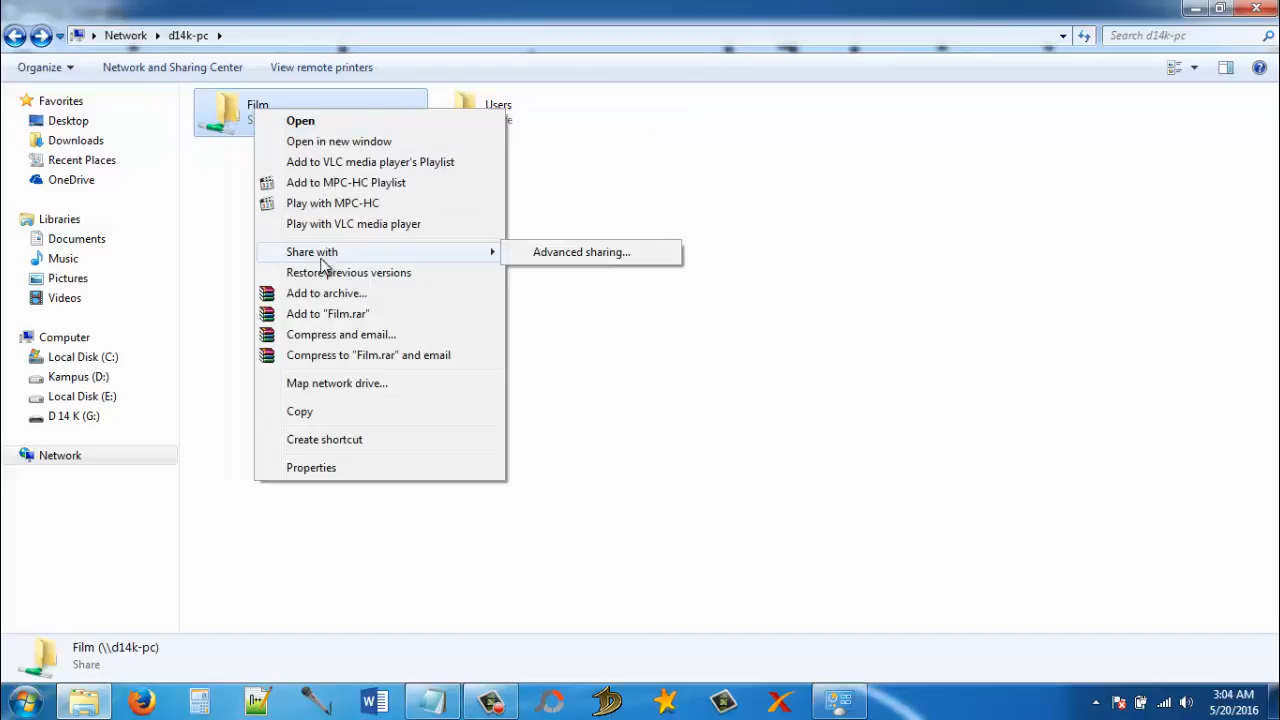 Network
d14k-pc
Search d14k-pc
Organize
Network and Sharing Center
View remote printers
Favorites
Desktop
Downloads
Recent Places
OneDrive
Libraries
Documents
Music
Pictures
Videos
Computer
Local Disk (C:)
Kampus (D:)
Local Disk (E:)
D 14 K (G:)
Network
Film
Users
Open
Open in new window
Add to VLC media player's Playlist
Add to MPC-HC Playlist
Play with MPC-HC
Play with VLC media player
Share with
Advanced sharing...
Restore previous versions
Add to archive...
Add to "Film.rar"
Compress and email...
Compress to "Film.rar" and email
Map network drive...
Copy
Create shortcut
Properties
Film (\\d14k-pc)
Share
3:04 AM
5/20/2016